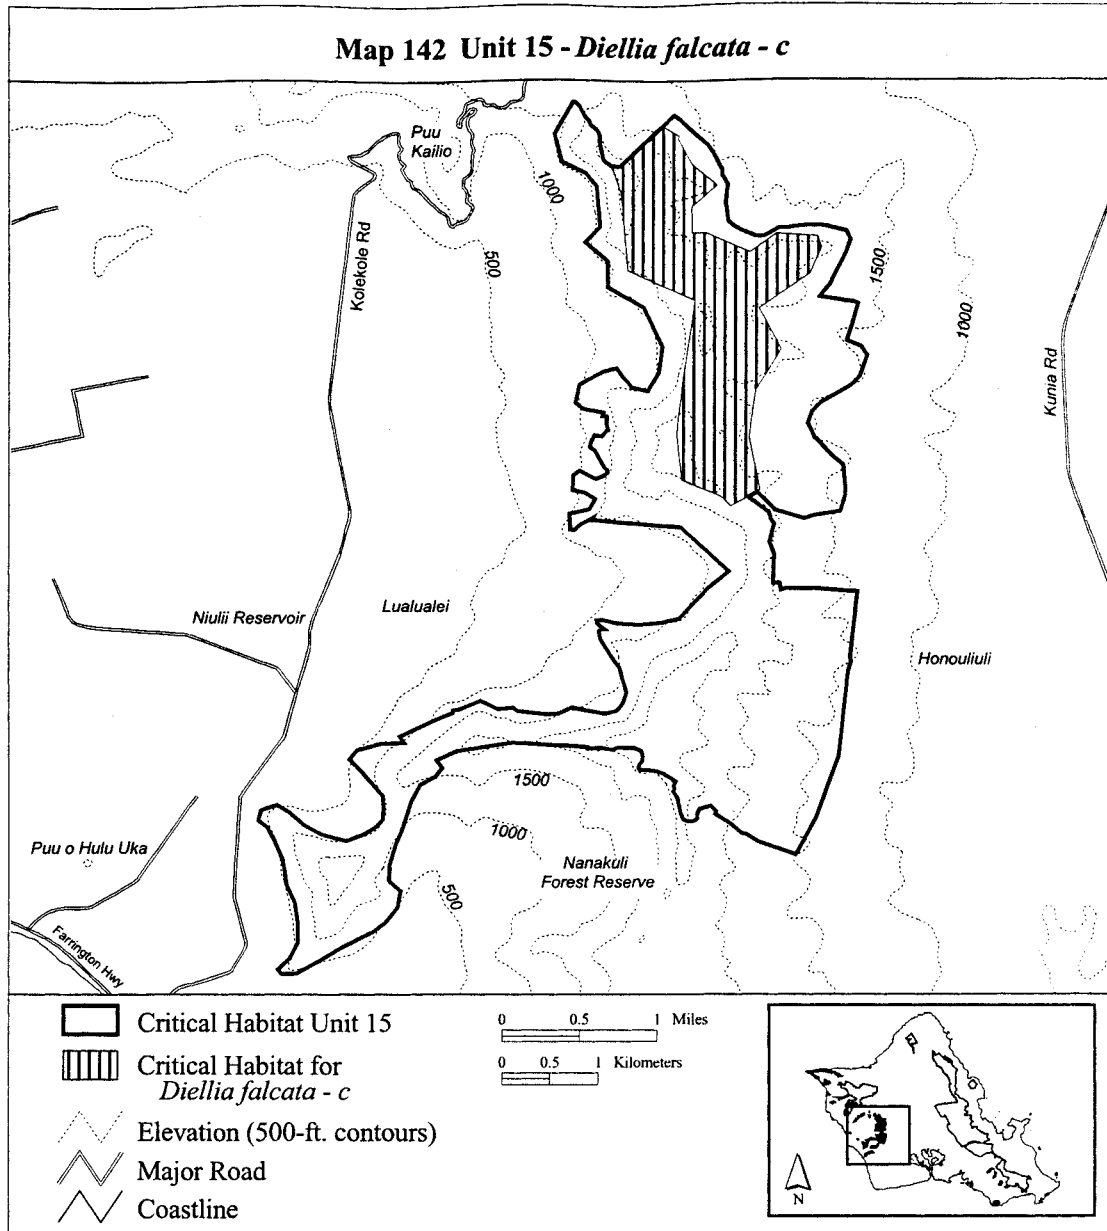 Map 142 Unit 15 - Diellia falcata - c
Puu
Kailio
1000
Kolekole Rd
500
1500
1000
Kunia Rd
Niulii Reservoir
Lualualei
Honouliuli
1500
1000
Puu o Hulu Uka
Nanakuli
Forest Reserve
500
Farrington Hwy
Critical Habitat Unit 15
Critical Habitat for
Diellia falcata - c
Elevation (500-ft. contours)
Major Road
Coastline
0 0.5 1 Miles
0 0.5 1 Kilometers
N